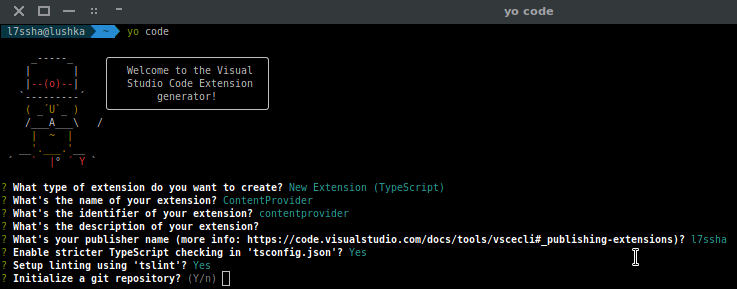 yo code
l7ssha@lushka ~ yo code
_-----_
|       |
|--(o)--|
`---------´
( _´U`_ )
/___A___\   /
|  ~  |
__'.___.'__
´   `  |° ´ Y `
Welcome to the Visual
Studio Code Extension
generator!
? What type of extension do you want to create? New Extension (TypeScript)
? What's the name of your extension? ContentProvider
? What's the identifier of your extension? contentprovider
? What's the description of your extension?
? What's your publisher name (more info: https://code.visualstudio.com/docs/tools/vscecli#_publishing-extensions)? l7ssha
? Enable stricter TypeScript checking in 'tsconfig.json'? Yes
? Setup linting using 'tslint'? Yes
? Initialize a git repository? (Y/n)